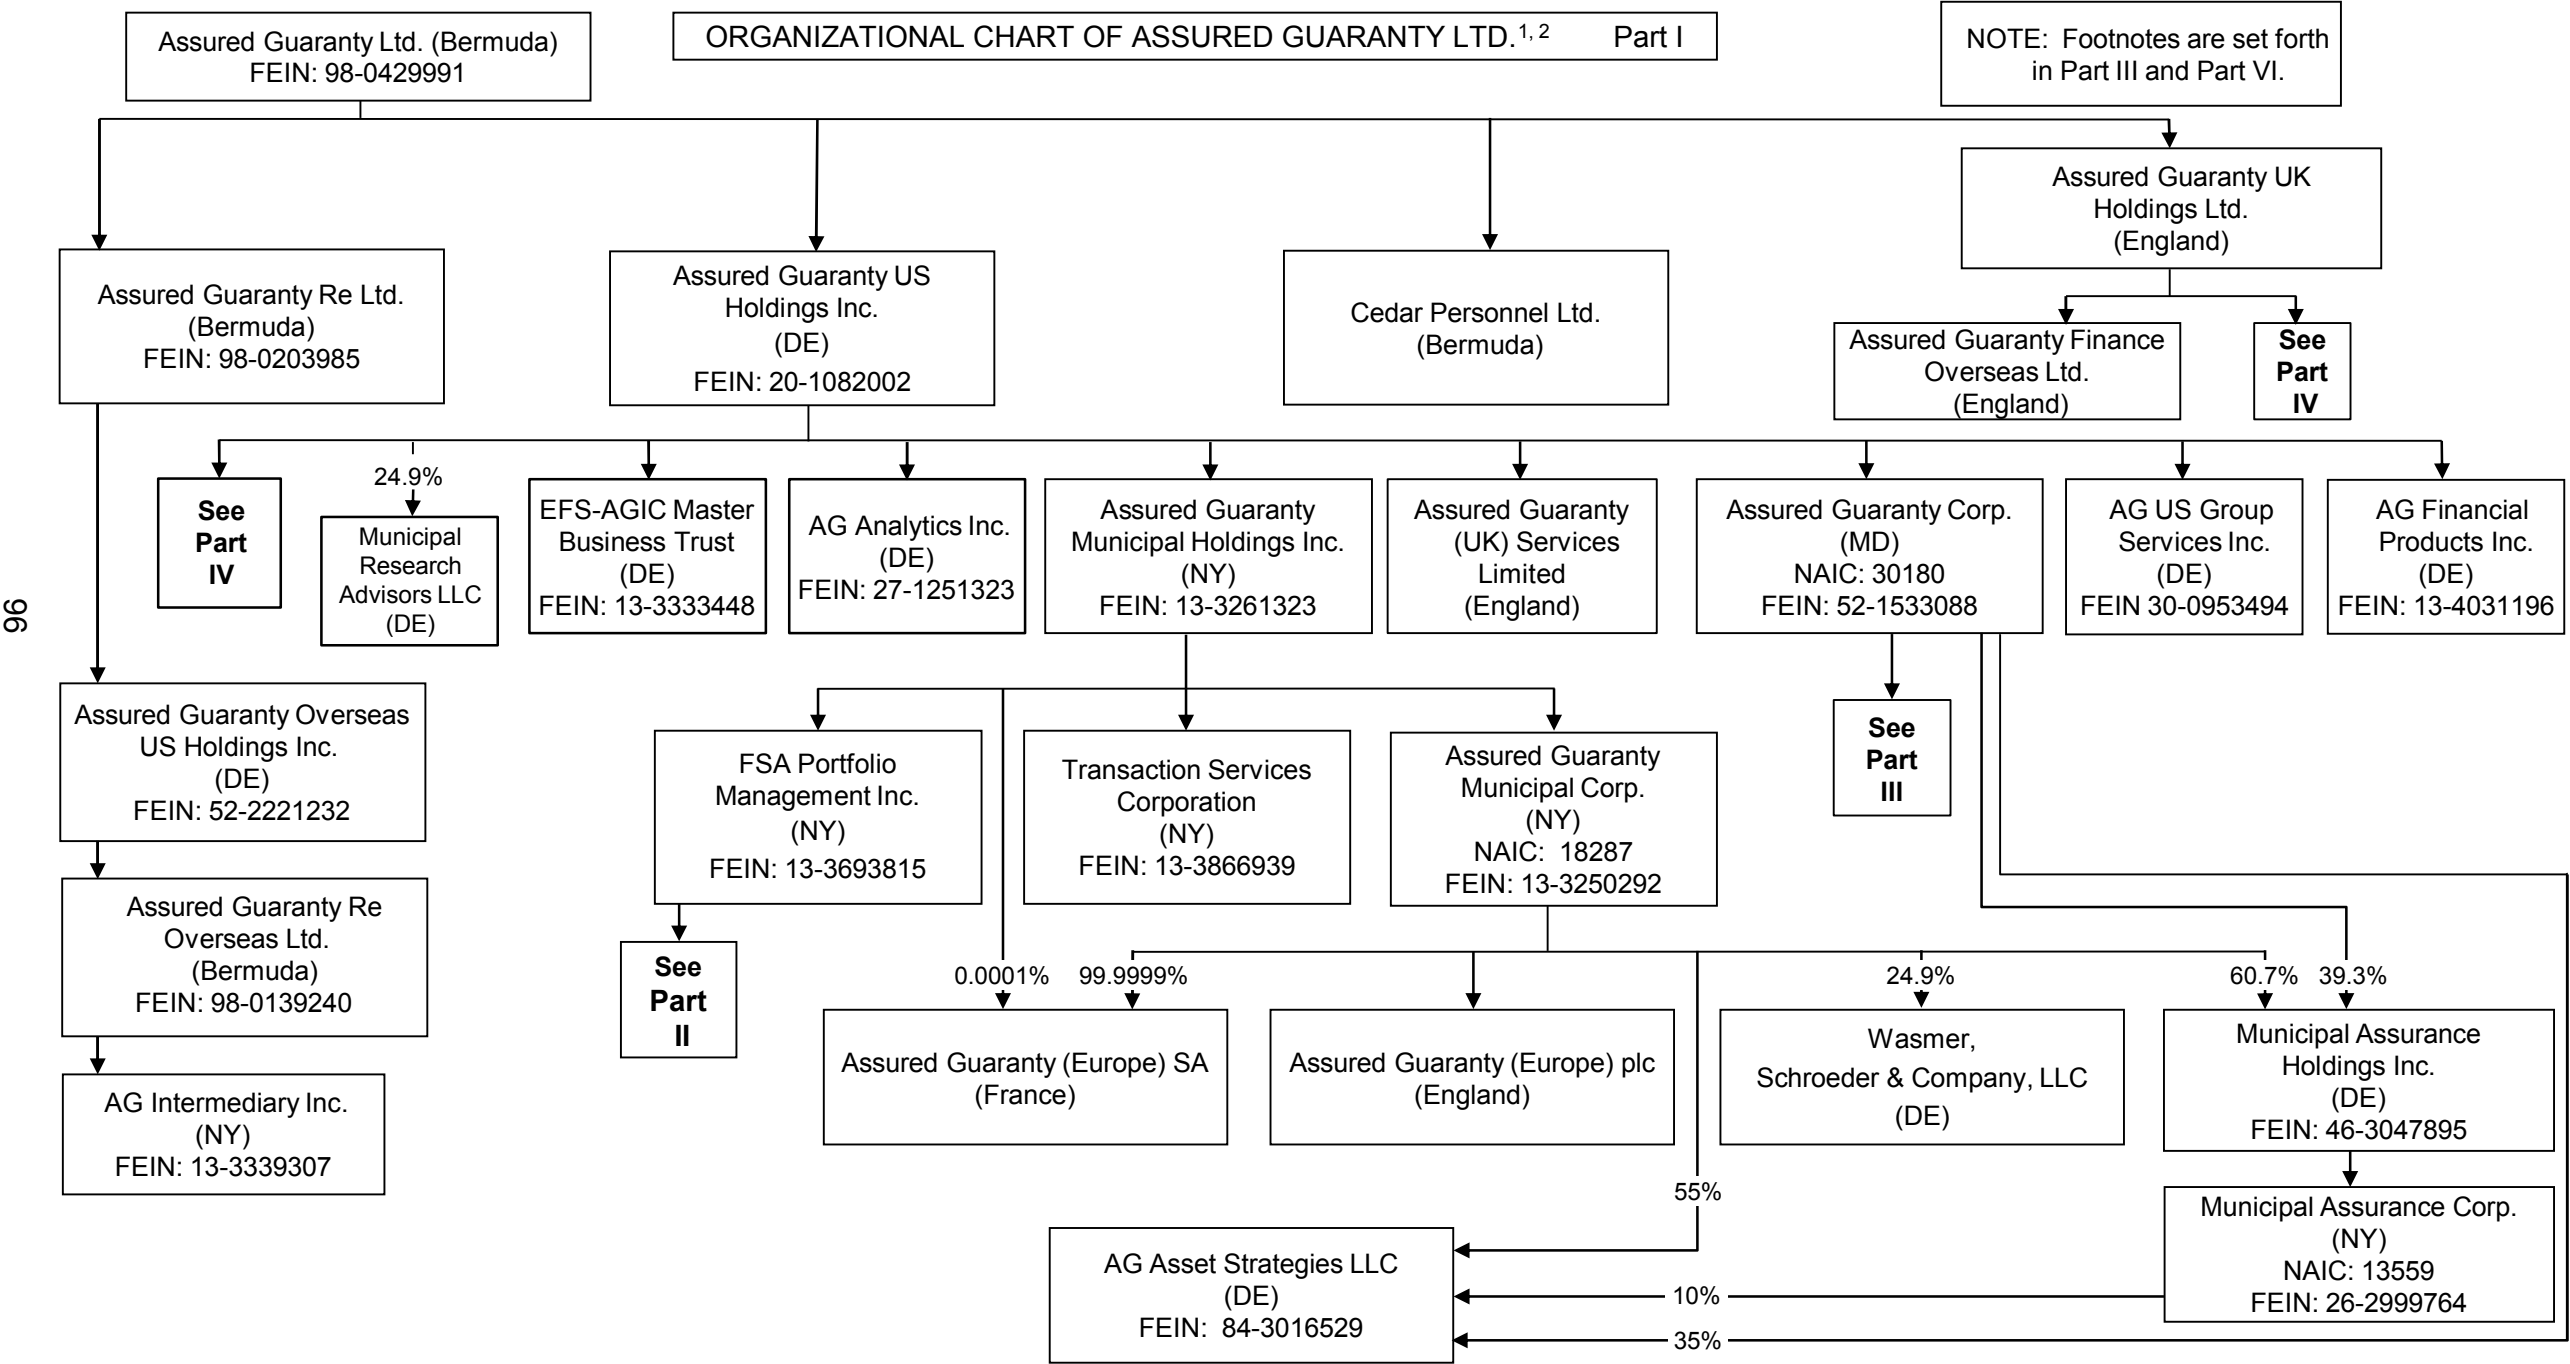 Assured Guaranty Ltd. (Bermuda)
FEIN: 98-0429991
ORGANIZATIONAL CHART OF ASSURED GUARANTY LTD.1, 2 Part I
NOTE: Footnotes are set forth
in Part III and Part VI.
Assured Guaranty Re Ltd.
(Bermuda)
FEIN: 98-0203985
Assured Guaranty US
Holdings Inc.
(DE)
FEIN: 20-1082002
Cedar Personnel Ltd.
(Bermuda)
Assured Guaranty UK
Holdings Ltd.
(England)
Assured Guaranty Finance
Overseas Ltd.
(England)
See
Part
IV
See
Part
IV
24.9%
Municipal
Research
Advisors LLC
(DE)
EFS-AGIC Master
Business Trust
(DE)
FEIN: 13-3333448
AG Analytics Inc.
(DE)
FEIN: 27-1251323
Assured Guaranty
Municipal Holdings Inc.
(NY)
FEIN: 13-3261323
Assured Guaranty
(UK) Services
Limited
(England)
Assured Guaranty Corp.
(MD)
NAIC: 30180
FEIN: 52-1533088
AG US Group
Services Inc.
(DE)
FEIN 30-0953494
AG Financial
Products Inc.
(DE)
FEIN: 13-4031196
96
Assured Guaranty Overseas
US Holdings Inc.
(DE)
FEIN: 52-2221232
FSA Portfolio
Management Inc.
(NY)
FEIN: 13-3693815
Transaction Services
Corporation
(NY)
FEIN: 13-3866939
Assured Guaranty
Municipal Corp.
(NY)
NAIC: 18287
FEIN: 13-3250292
See
Part
III
Assured Guaranty Re
Overseas Ltd.
(Bermuda)
FEIN: 98-0139240
See
Part
II
0.0001%
99.9999%
24.9%
60.7%
39.3%
Assured Guaranty (Europe) SA
(France)
Assured Guaranty (Europe) plc
(England)
Wasmer,
Schroeder & Company, LLC
(DE)
Municipal Assurance
Holdings Inc.
(DE)
FEIN: 46-3047895
AG Intermediary Inc.
(NY)
FEIN: 13-3339307
55%
Municipal Assurance Corp.
(NY)
NAIC: 13559
FEIN: 26-2999764
AG Asset Strategies LLC
(DE)
FEIN: 84-3016529
10%
35%